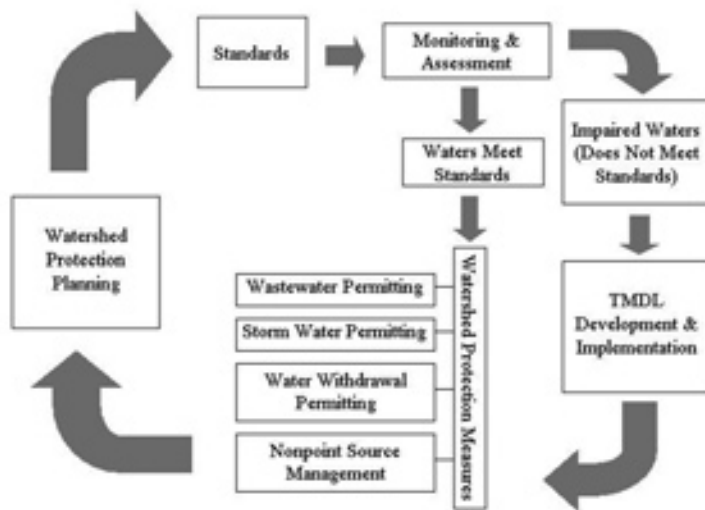 Standards
Monitoring &
Assessment
Waters Meet
Standards
Impaired Waters
(Does Not Meet
Standards)
TMDL
Development &
Implementation
Watershed Protection Measures
Wastewater Permitting
Storm Water Permitting
Water Withdrawal
Permitting
Nonpoint Source
Management
Watershed
Protection
Planning